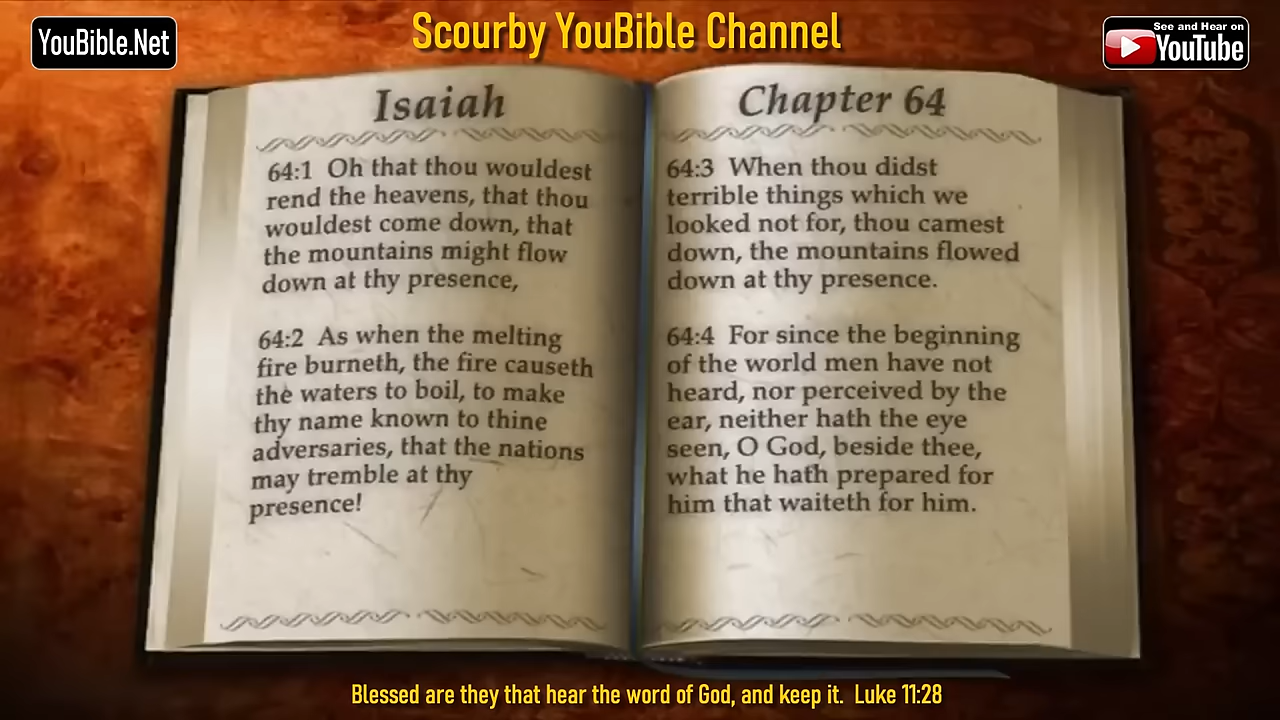 YouBible.Net
Scourby YouBible Channel
See and Hear on
YouTube
Isaiah
64:1 Oh that thou wouldest
rend the heavens, that thou
wouldest come down, that
the mountains might flow
down at thy presence,
64:2 As when the melting
fire burneth, the fire causeth
the waters to boil, to make
thy name known to thine
adversaries, that the nations
may tremble at thy
presence!
Chapter 64
64:3 When thou didst
terrible things which we
looked not for, thou camest
down, the mountains flowed
down at thy presence.
64:4 For since the beginning
of the world men have not
heard, nor perceived by the
ear, neither hath the eye
seen, O God, beside thee,
what he hath prepared for
him that waiteth for him.
Blessed are they that hear the word of God, and keep it. Luke 11:28